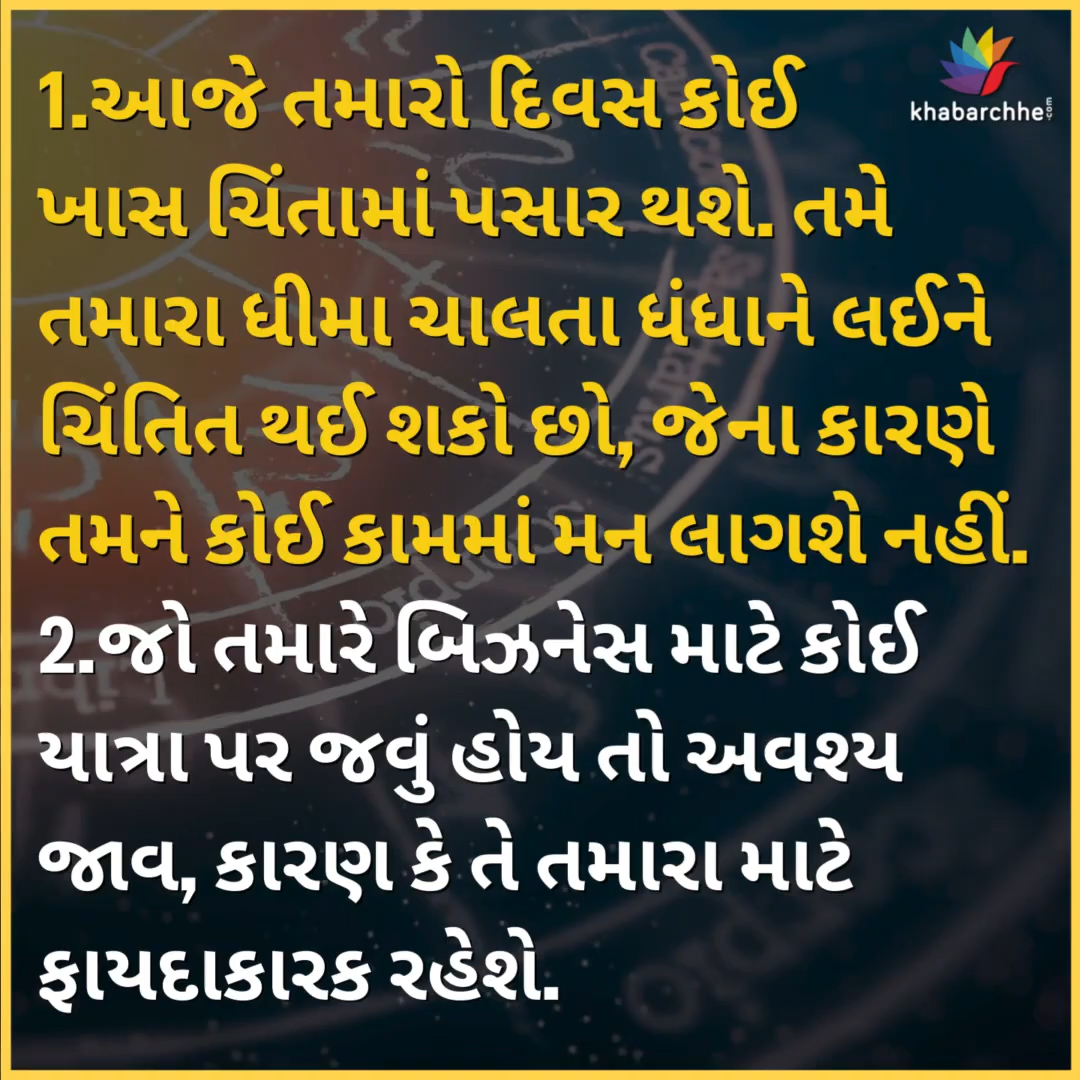 khabarchhe.com
1.આજે તમારો દિવસ કોઈ
ખાસ ચિંતામાં પસાર થશે. તમે
તમારા ધીમા ચાલતા ધંધાને લઈને
ચિંતિત થઈ શકો છો, જેના કારણે
તમને કોઈ કામમાં મન લાગશે નહીં.
2.જો તમારે બિઝનેસ માટે કોઈ
યાત્રા પર જવું હોય તો અવશ્ય
જાવ, કારણ કે તે તમારા માટે
ફાયદાકારક રહેશે.
Scorpio